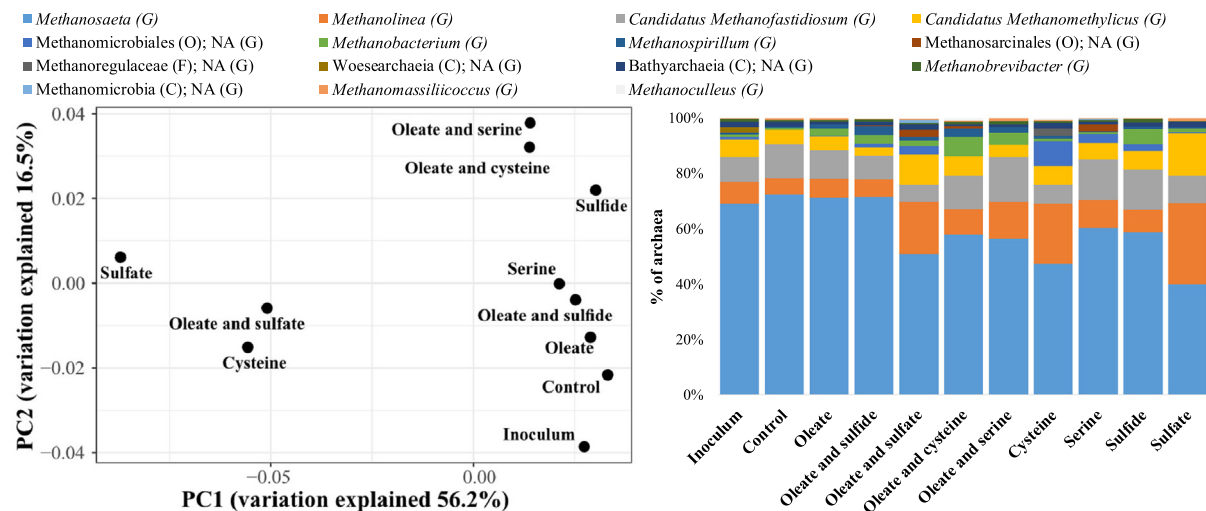 Methanosaeta (G) Methanolinea (G) Candidatus Methanofastidiosum (G) Candidatus Methanomethylicus (G)
Methanomicrobiales (O); NA (G) Methanobacterium (G) Methanospirillum (G) Methanosarcinales (O); NA (G)
Methanoregulaceae (F); NA (G) Woesearchaeia (C); NA (G) Bathyarchaeia (C); NA (G) Methanobrevibacter (G)
Methanomicrobia (C); NA (G) Methanomassiliicoccus (G) Methanoculleus (G)
PC2 (variation explained 16.5%)
0.04
0.02
0.00
−0.02
−0.04
Oleate and serine
Oleate and cysteine
Sulfide
Sulfate
Serine
Oleate and sulfate
Oleate and sulfide
Cysteine
Oleate
Control
Inoculum
−0.05
0.00
PC1 (variation explained 56.2%)
% of archaea
100%
80%
60%
40%
20%
0%
Inoculum
Control
Oleate
Oleate and sulfide
Oleate and sulfate
Oleate and cysteine
Oleate and serine
Cysteine
Serine
Sulfide
Sulfate